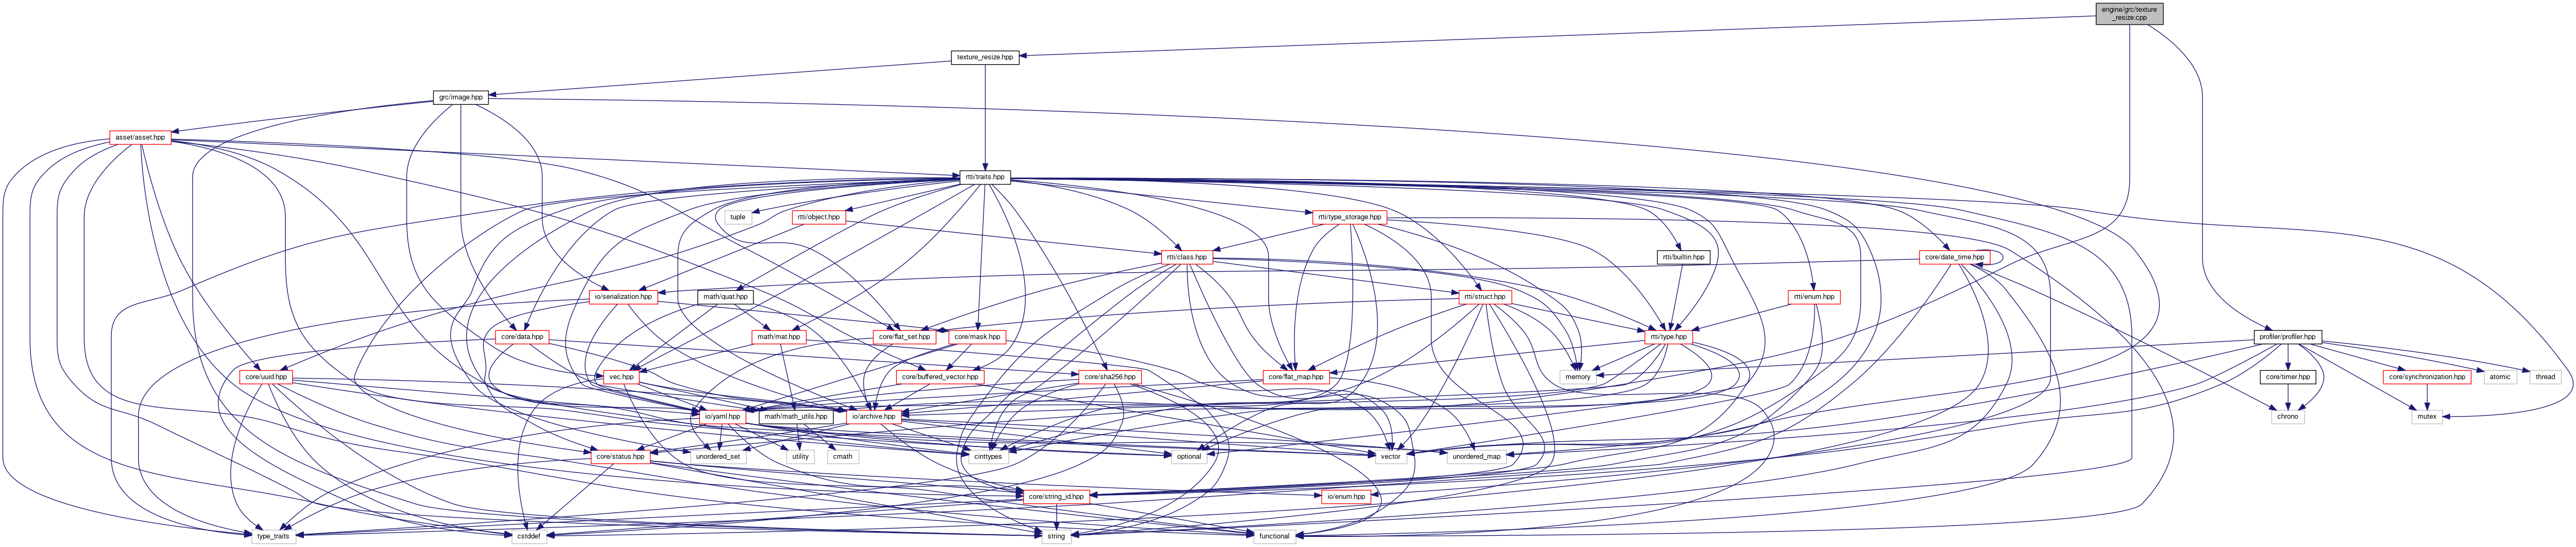 engine/grc/texture
_resize.cpp
texture_resize.hpp
grc/image.hpp
asset/asset.hpp
rtti/traits.hpp
tuple
rtti/object.hpp
rtti/type_storage.hpp
rtti/class.hpp
rtti/builtin.hpp
core/date_time.hpp
io/serialization.hpp
math/quat.hpp
rtti/struct.hpp
rtti/enum.hpp
core/data.hpp
math/mat.hpp
core/flat_set.hpp
core/mask.hpp
rtti/type.hpp
profiler/profiler.hpp
core/uuid.hpp
vec.hpp
core/buffered_vector.hpp
core/sha256.hpp
core/flat_map.hpp
memory
core/timer.hpp
core/synchronization.hpp
atomic
thread
io/yaml.hpp
math/math_utils.hpp
io/archive.hpp
chrono
mutex
core/status.hpp
unordered_set
utility
cmath
cinttypes
optional
vector
unordered_map
core/string_id.hpp
io/enum.hpp
type_traits
cstddef
string
functional